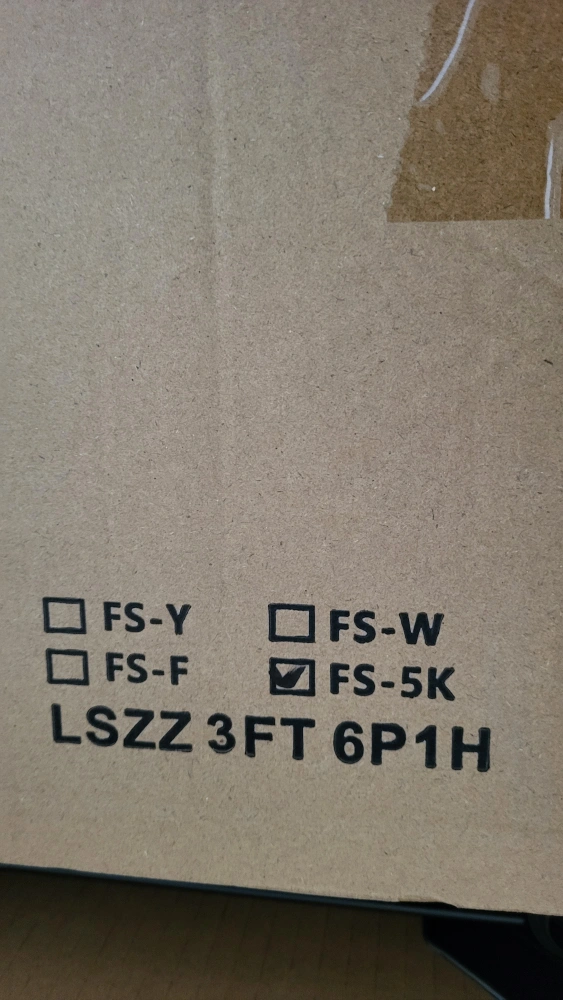 ☐ FS-Y ☐ FS-W
☐ FS-F ☑ FS-5K
LSZZ 3FT 6P1H